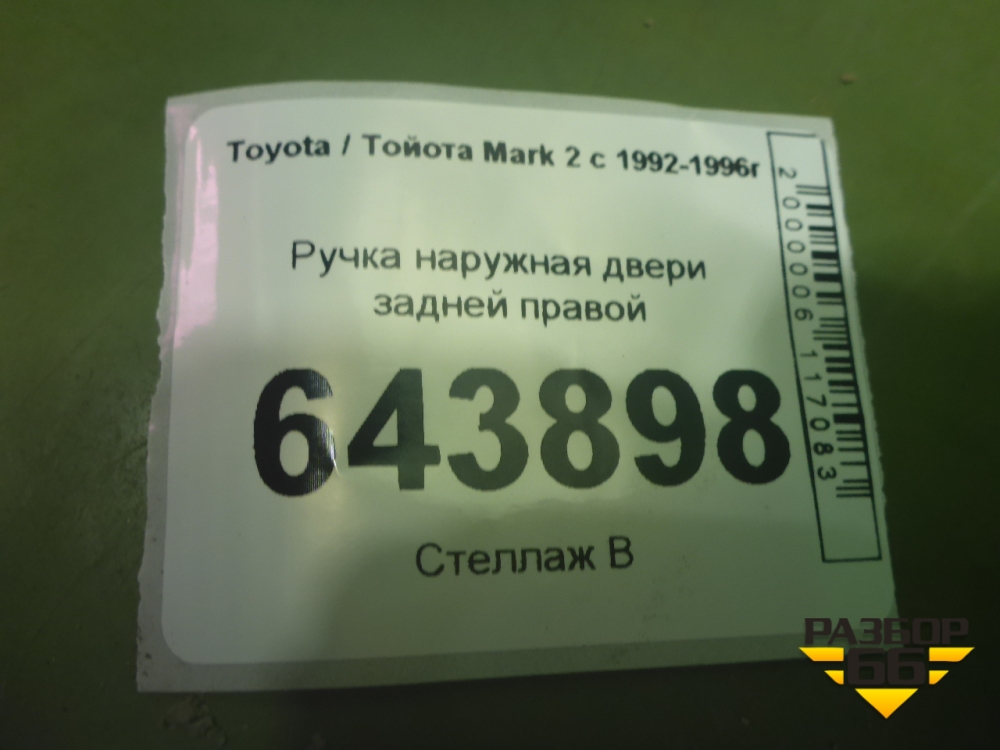 Toyota / Тойота Mark 2 с 1992-1996г
Ручка наружная двери
задней правой
643898
Стеллаж В
2000006117083
РАЗБОР
66